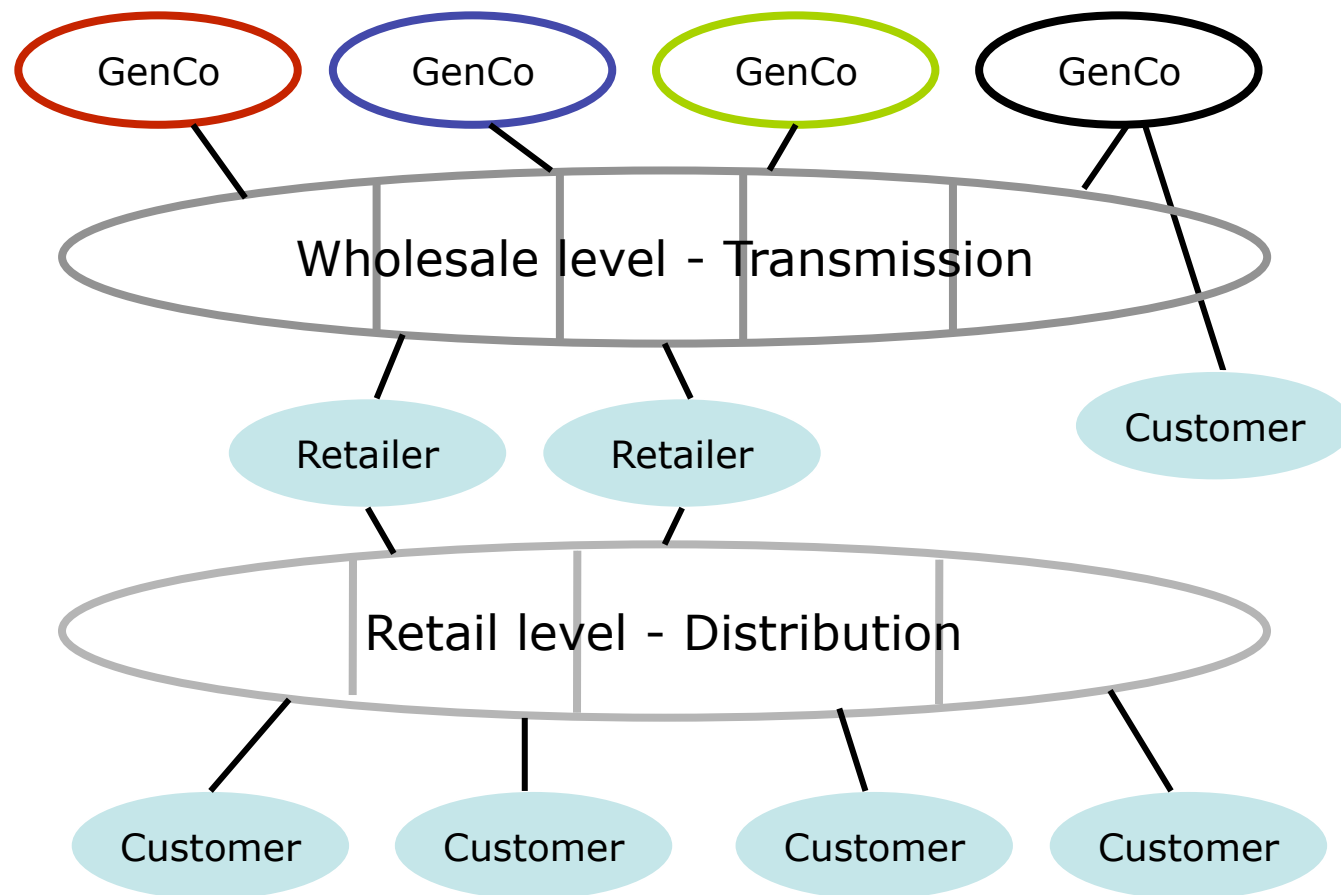 GenCo
GenCo
GenCo
GenCo
Wholesale level - Transmission
Customer
Retailer
Retailer
Retail level - Distribution
Customer
Customer
Customer
Customer